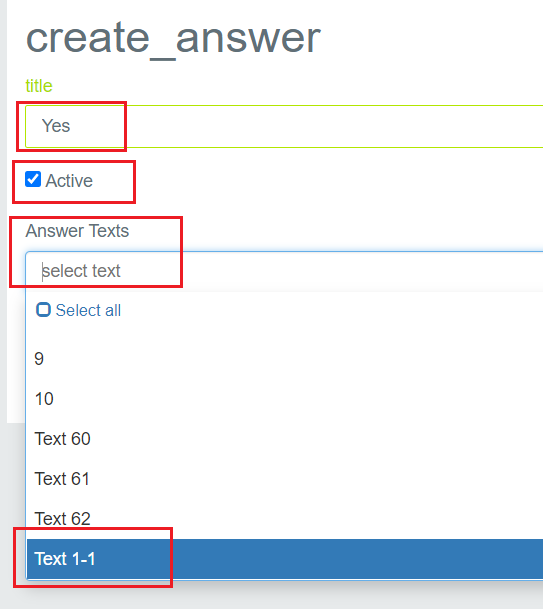 create_answer
title
Yes
Active
Answer Texts
select text
Select all
9
10
Text 60
Text 61
Text 62
Text 1-1